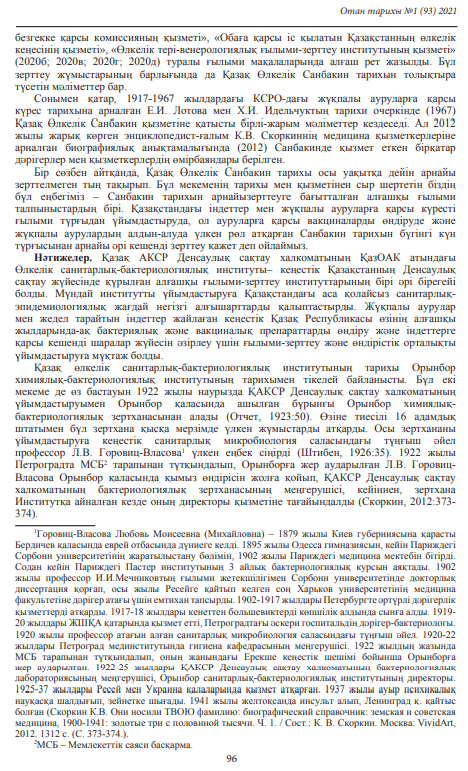 Отан тарихы №1 (93) 2021
безгекке қарсы комиссияның қызметі», «Обаға қарсы іс қылатын Қазақстанның өлкелік
кеңесінің қызметі», «Өлкелік тері-венерологиялық ғылыми-зерттеу институтының қызметі»
(2020б; 2020в; 2020г; 2020д) туралы ғылыми мақалаларында алғаш рет жазылды. Бұл
зерттеу жұмыстарының барлығында да Қазақ Өлкелік Санбакин тарихын толықтыра
түсетін мәліметтер бар.
Сонымен қатар, 1917-1967 жылдардағы КСРО-дағы жұқпалы ауруларға қарсы
күрес тарихына арналған Е.И. Лотова мен Х.И. Идельчуктың тарихи очеркінде (1967)
Қазақ Өлкелік Санбакин қызметіне қатысты бірлі-жарым мәліметтер кездеседі. Ал 2012
жылы жарық көрген энциклопедист-ғалым К.В. Скоркиннің медицина қызметкерлеріне
арналған биографиялық анықтамалығында (2012) Санбакинде қызмет еткен бірқатар
дәрігерлер мен қызметкерлердің өмірбаяндары берілген.
Бір сөзбен айтқанда, Қазақ Өлкелік Санбакин тарихы осы уақытқа дейін арнайы
зерттелмеген тың тақырып. Бұл мекеменің тарихы мен қызметінен сыр шертетін біздің
бұл еңбегіміз – Санбакин тарихын арнайызерттеуге бағытталған алғашқы ғылыми
талпыныстардың бірі. Қазақстандағы індеттер мен жұқпалы ауруларға қарсы күресті
ғылыми тұрғыдан ұйымдастыруда, ол ауруларға қарсы вакциналарды өндіруде және
жұқпалы аурулардың алдын-алуда үлкен рөл атқарған Санбакин тарихын бүгінгі күн
тұрғысынан арнайы әрі кешенді зерттеу қажет деп ойлаймыз.
Нәтижелер. Қазақ АКСР Денсаулық сақтау халкоматының ҚазОАК атындағы
Өлкелік санитарлық-бактериологиялық институты– кеңестік Қазақстанның Денсаулық
сақтау жүйесінде құрылған алғашқы ғылыми-зерттеу институттарының бірі әрі бірегейі
болды. Мұндай институтты ұйымдастыруға Қазақстандағы аса қолайсыз санитарлық-
эпидемиологиялық жағдай негізгі алғышарттарды қалыптастырды. Жұқпалы аурулар
мен жедел тарайтын індеттер жайлаған кеңестік Қазақ Республикасы өзінің алғашқы
жылдарында-ақ бактериялық және вакциналық препараттарды өндіру және індеттерге
қарсы кешенді шаралар жүйесін әзірлеу үшін ғылыми-зерттеу және өндірістік орталықты
ұйымдастыруға мұқтаж болды.
Қазақ өлкелік санитарлық-бактериологиялық институтының тарихы Орынбор
химиялық-бактериологиялық институтының тарихымен тікелей байланысты. Бұл екі
мекеме де өз бастауын 1922 жылы наурызда ҚАКСР Денсаулық сақтау халкоматының
ұйымдастыруымен Орынбор қаласында ашылған бұрынғы Орынбор химиялық-
бактериологиялық зертханасынан алады (Отчет, 1923:50). Өзіне тиесілі 16 адамдық
штатымен бұл зертхана қысқа мерзімде үлкен жұмыстарды атқарды. Осы зертхананы
ұйымдастыруға кеңестік санитарлық микробиология саласындағы тұңғыш әйел
профессор Л.В. Горовиц-Власова¹ үлкен еңбек сіңірді (Штибен, 1926:35). 1922 жылы
Петроградта МСБ² тарапынан тұтқындалып, Орынборға жер аударылған Л.В. Горовиц-
Власова Орынбор қаласында қымыз өндірісін жолға қойып, ҚАКСР Денсаулық сақтау
халкоматының бактериологиялық зертханасының меңгерушісі, кейіннен, зертхана
Институтқа айналған кезде оның директоры қызметіне тағайындалды (Скоркин, 2012:373-
374).
¹Горовиц-Власова Любовь Моисеевна (Михайловна) – 1879 жылы Киев губерниясына қарасты
Бердичев қаласында еврей отбасында дүниеге келді. 1895 жылы Одесса гимназиясын, кейін Париждегі
Сорбонн университетінің жаратылыстану бөлімін, 1902 жылы Париждегі медицина мектебін бітірді.
Содан кейін Париждегі Пастер институтының 3 айлық бактериологиялық курсын аяқтады. 1902
жылы профессор И.И.Мечниковтың ғылыми жетекшілігімен Сорбонн университетінде докторлық
диссертация қорғап, осы жылы Ресейге қайтып келген соң Харьков университетінің медицина
факультетіне дәрігер атағы үшін емтихан тапсырды. 1902-1917 жылдары Петербургте әртүрлі дәрігерлік
қызметтерді атқарды. 1917-18 жылдары кенеттен большевиктерді көпшілік алдында сынға алды. 1919-
20 жылдары ЖШҚА қатарында қызмет етті, Петроградтағы әскери госпитальдің дәрігер-бактериологы.
1920 жылы профессор атағын алған санитарлық микробиология саласындағы тұңғыш әйел. 1920-22
жылдары Петроград мединститутында гигиена кафедрасының меңгерушісі. 1922 жылдың жазында
МСБ тарапынан тұтқындалып, оның жанындағы Ерекше кеңестің шешімі бойынша Орынборға
жер аударылған. 1922-25 жылдары ҚАКСР Денсаулық сақтау халкоматының бактериологиялық
лабораториясының меңгерушісі, Орынбор санитарлық-бактериологиялық институтының директоры.
1925-37 жылдары Ресей мен Украина қалаларында қызмет атқарған. 1937 жылы ауыр психикалық
науқасқа шалдығып, зейнетке шығады. 1941 жылы желтоқсанда инсульт алып, Ленинград қ. қайтыс
болған (Скоркин К.В. Они носили ТВОЮ фамилию: биографический справочник: земская и советская
медицина, 1900-1941: золотые три с половиной тысячи. Ч. 1. / Сост.: К. В. Скоркин. Москва: VividArt,
2012. 1312 с. (С. 373-374.).
²МСБ – Мемлекеттік саяси басқарма.
96